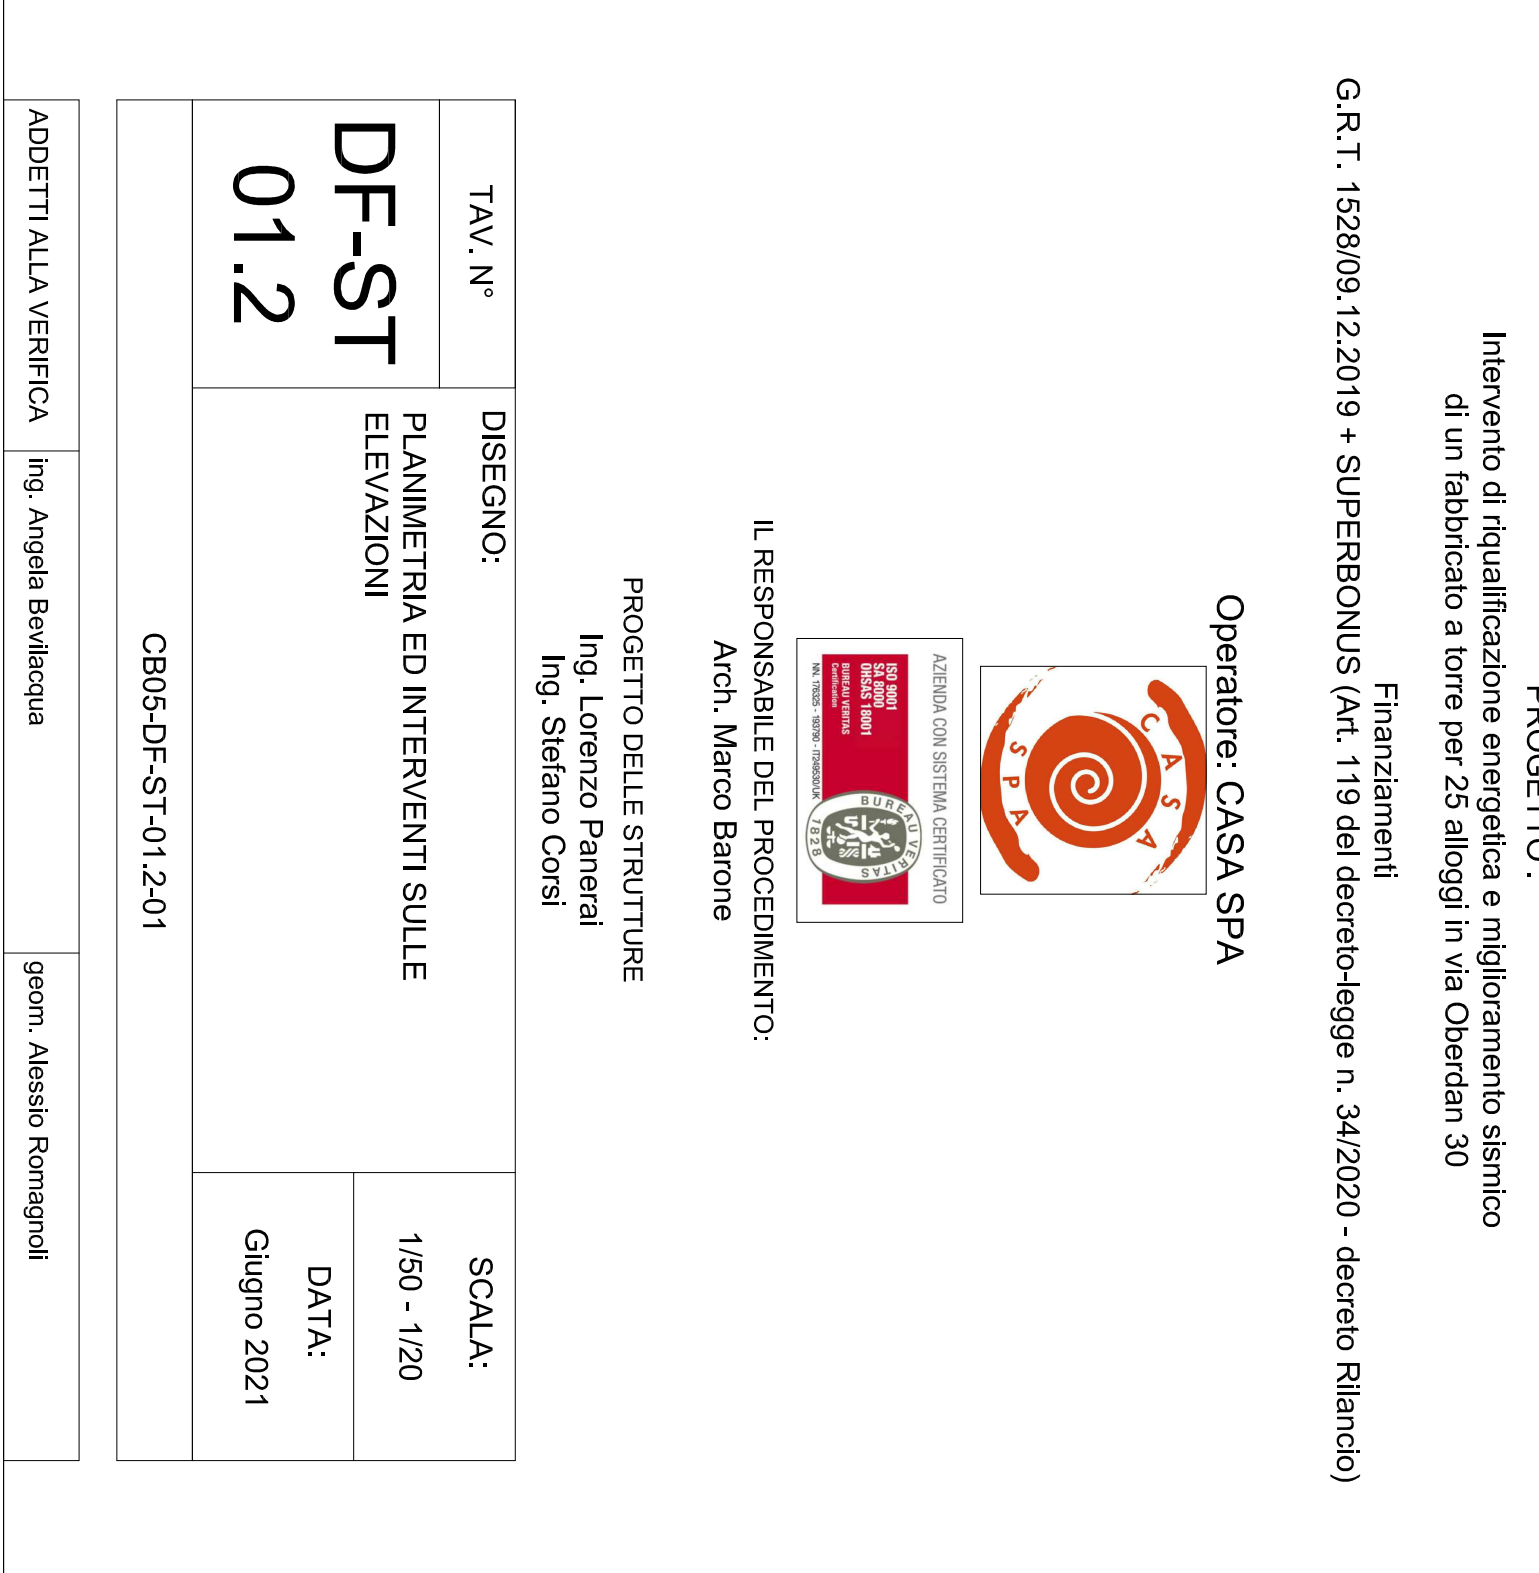 PROGETTO :
Intervento di riqualificazione energetica e miglioramento sismico
di un fabbricato a torre per 25 alloggi in via Oberdan 30
Finanziamenti
G.R.T. 1528/09.12.2019 + SUPERBONUS (Art. 119 del decreto-legge n. 34/2020 - decreto Rilancio)
Operatore: CASA SPA
CASA
SPA
AZIENDA CON SISTEMA CERTIFICATO
ISO 9001
SA 8000
OHSAS 18001
BUREAU VERITAS
Certification
BUREAU VERITAS
1828
IL RESPONSABILE DEL PROCEDIMENTO:
Arch. Marco Barone
PROGETTO DELLE STRUTTURE
Ing. Lorenzo Panerai
Ing. Stefano Corsi
TAV. N°
DF-ST
01.2
DISEGNO:
PLANIMETRIA ED INTERVENTI SULLE
ELEVAZIONI
SCALA:
1/50 - 1/20
DATA:
Giugno 2021
CB05-DF-ST-01.2-01
ADDETTI ALLA VERIFICA
ing. Angela Bevilacqua
geom. Alessio Romagnoli